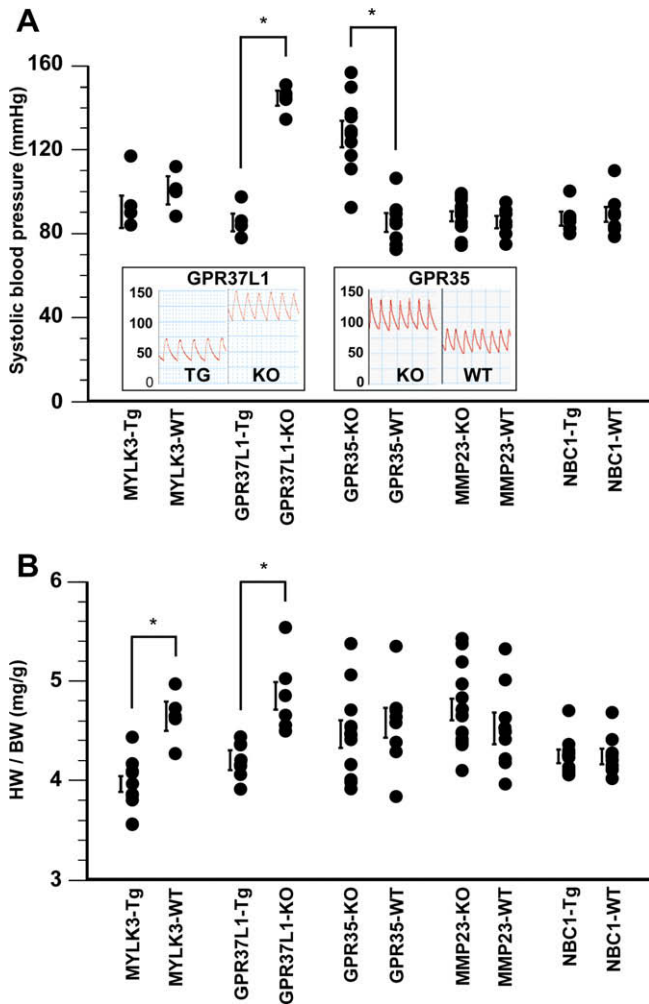 A
*
*
Systolic blood pressure (mmHg)
160
120
80
40
0
GPR37L1
150
100
50
0
TG
KO
GPR35
150
100
50
0
KO
WT
MYLK3-Tg
MYLK3-WT
GPR37L1-Tg
GPR37L1-KO
GPR35-KO
GPR35-WT
MMP23-KO
MMP23-WT
NBC1-Tg
NBC1-WT
B
*
*
HW / BW (mg/g)
6
5
4
3
MYLK3-Tg
MYLK3-WT
GPR37L1-Tg
GPR37L1-KO
GPR35-KO
GPR35-WT
MMP23-KO
MMP23-WT
NBC1-Tg
NBC1-WT